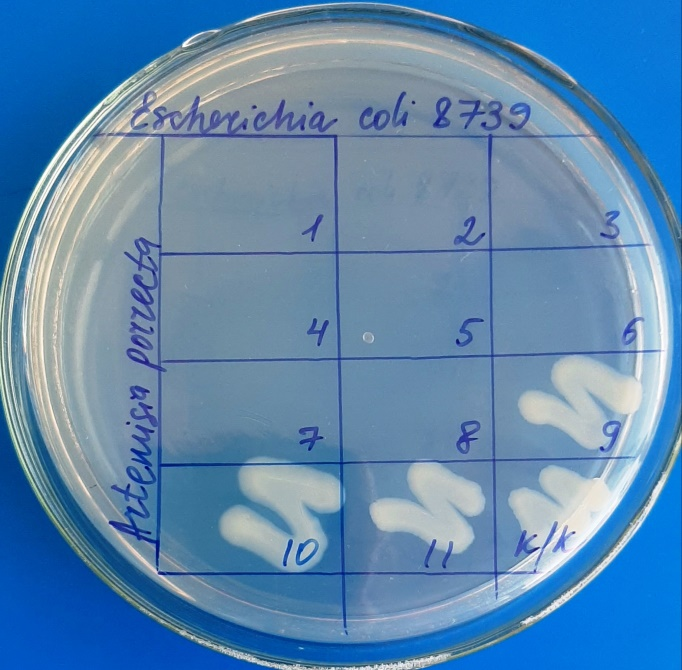 Escherichia coli 8739
Artemisia porrecta
1 2 3
4 5 6
7 8 9
10 11 K/K